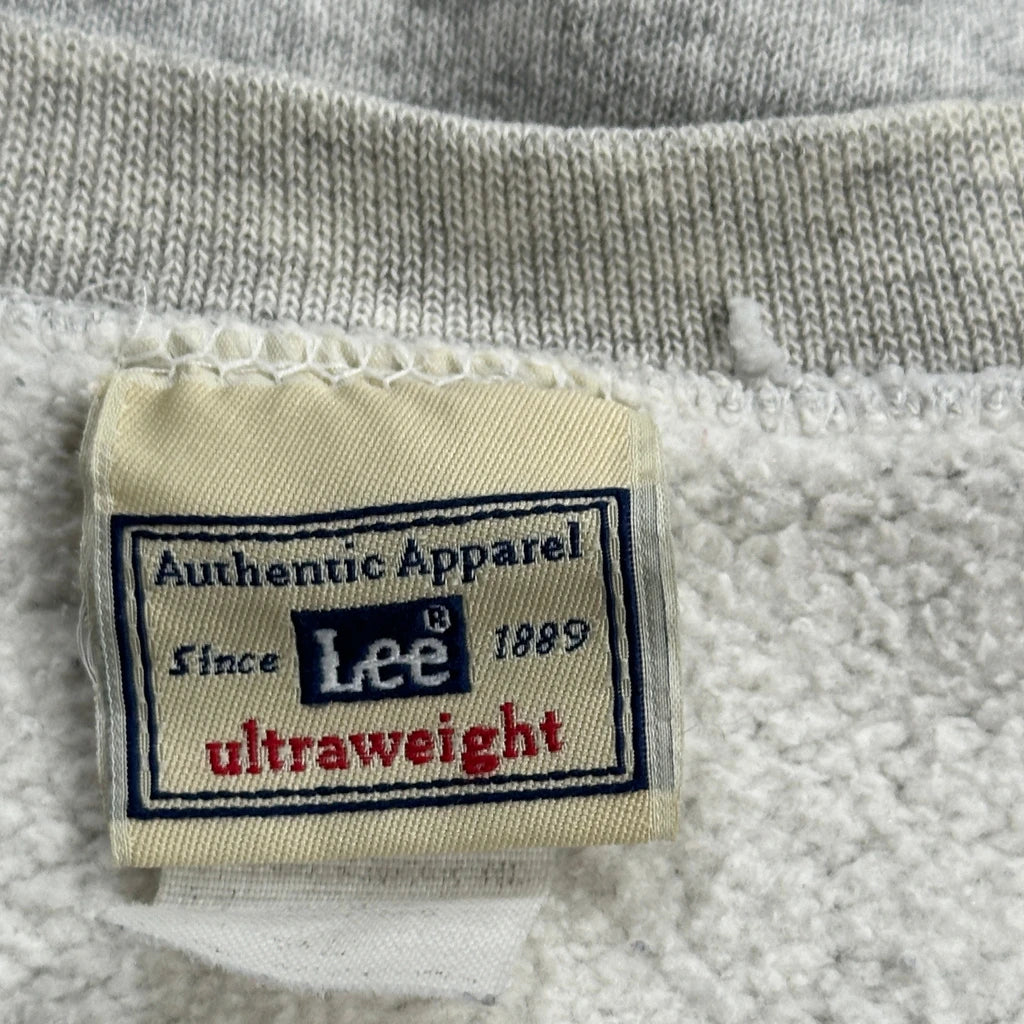 Authentic Apparel
Since Lee® 1889
ultraweight